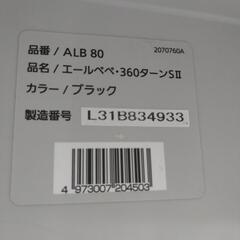 品番 / ALB 80
2070760A
品名 / エールベベ・360ターンSⅡ
カラー / ブラック
製造番号 L31B834933
4 973007 204503